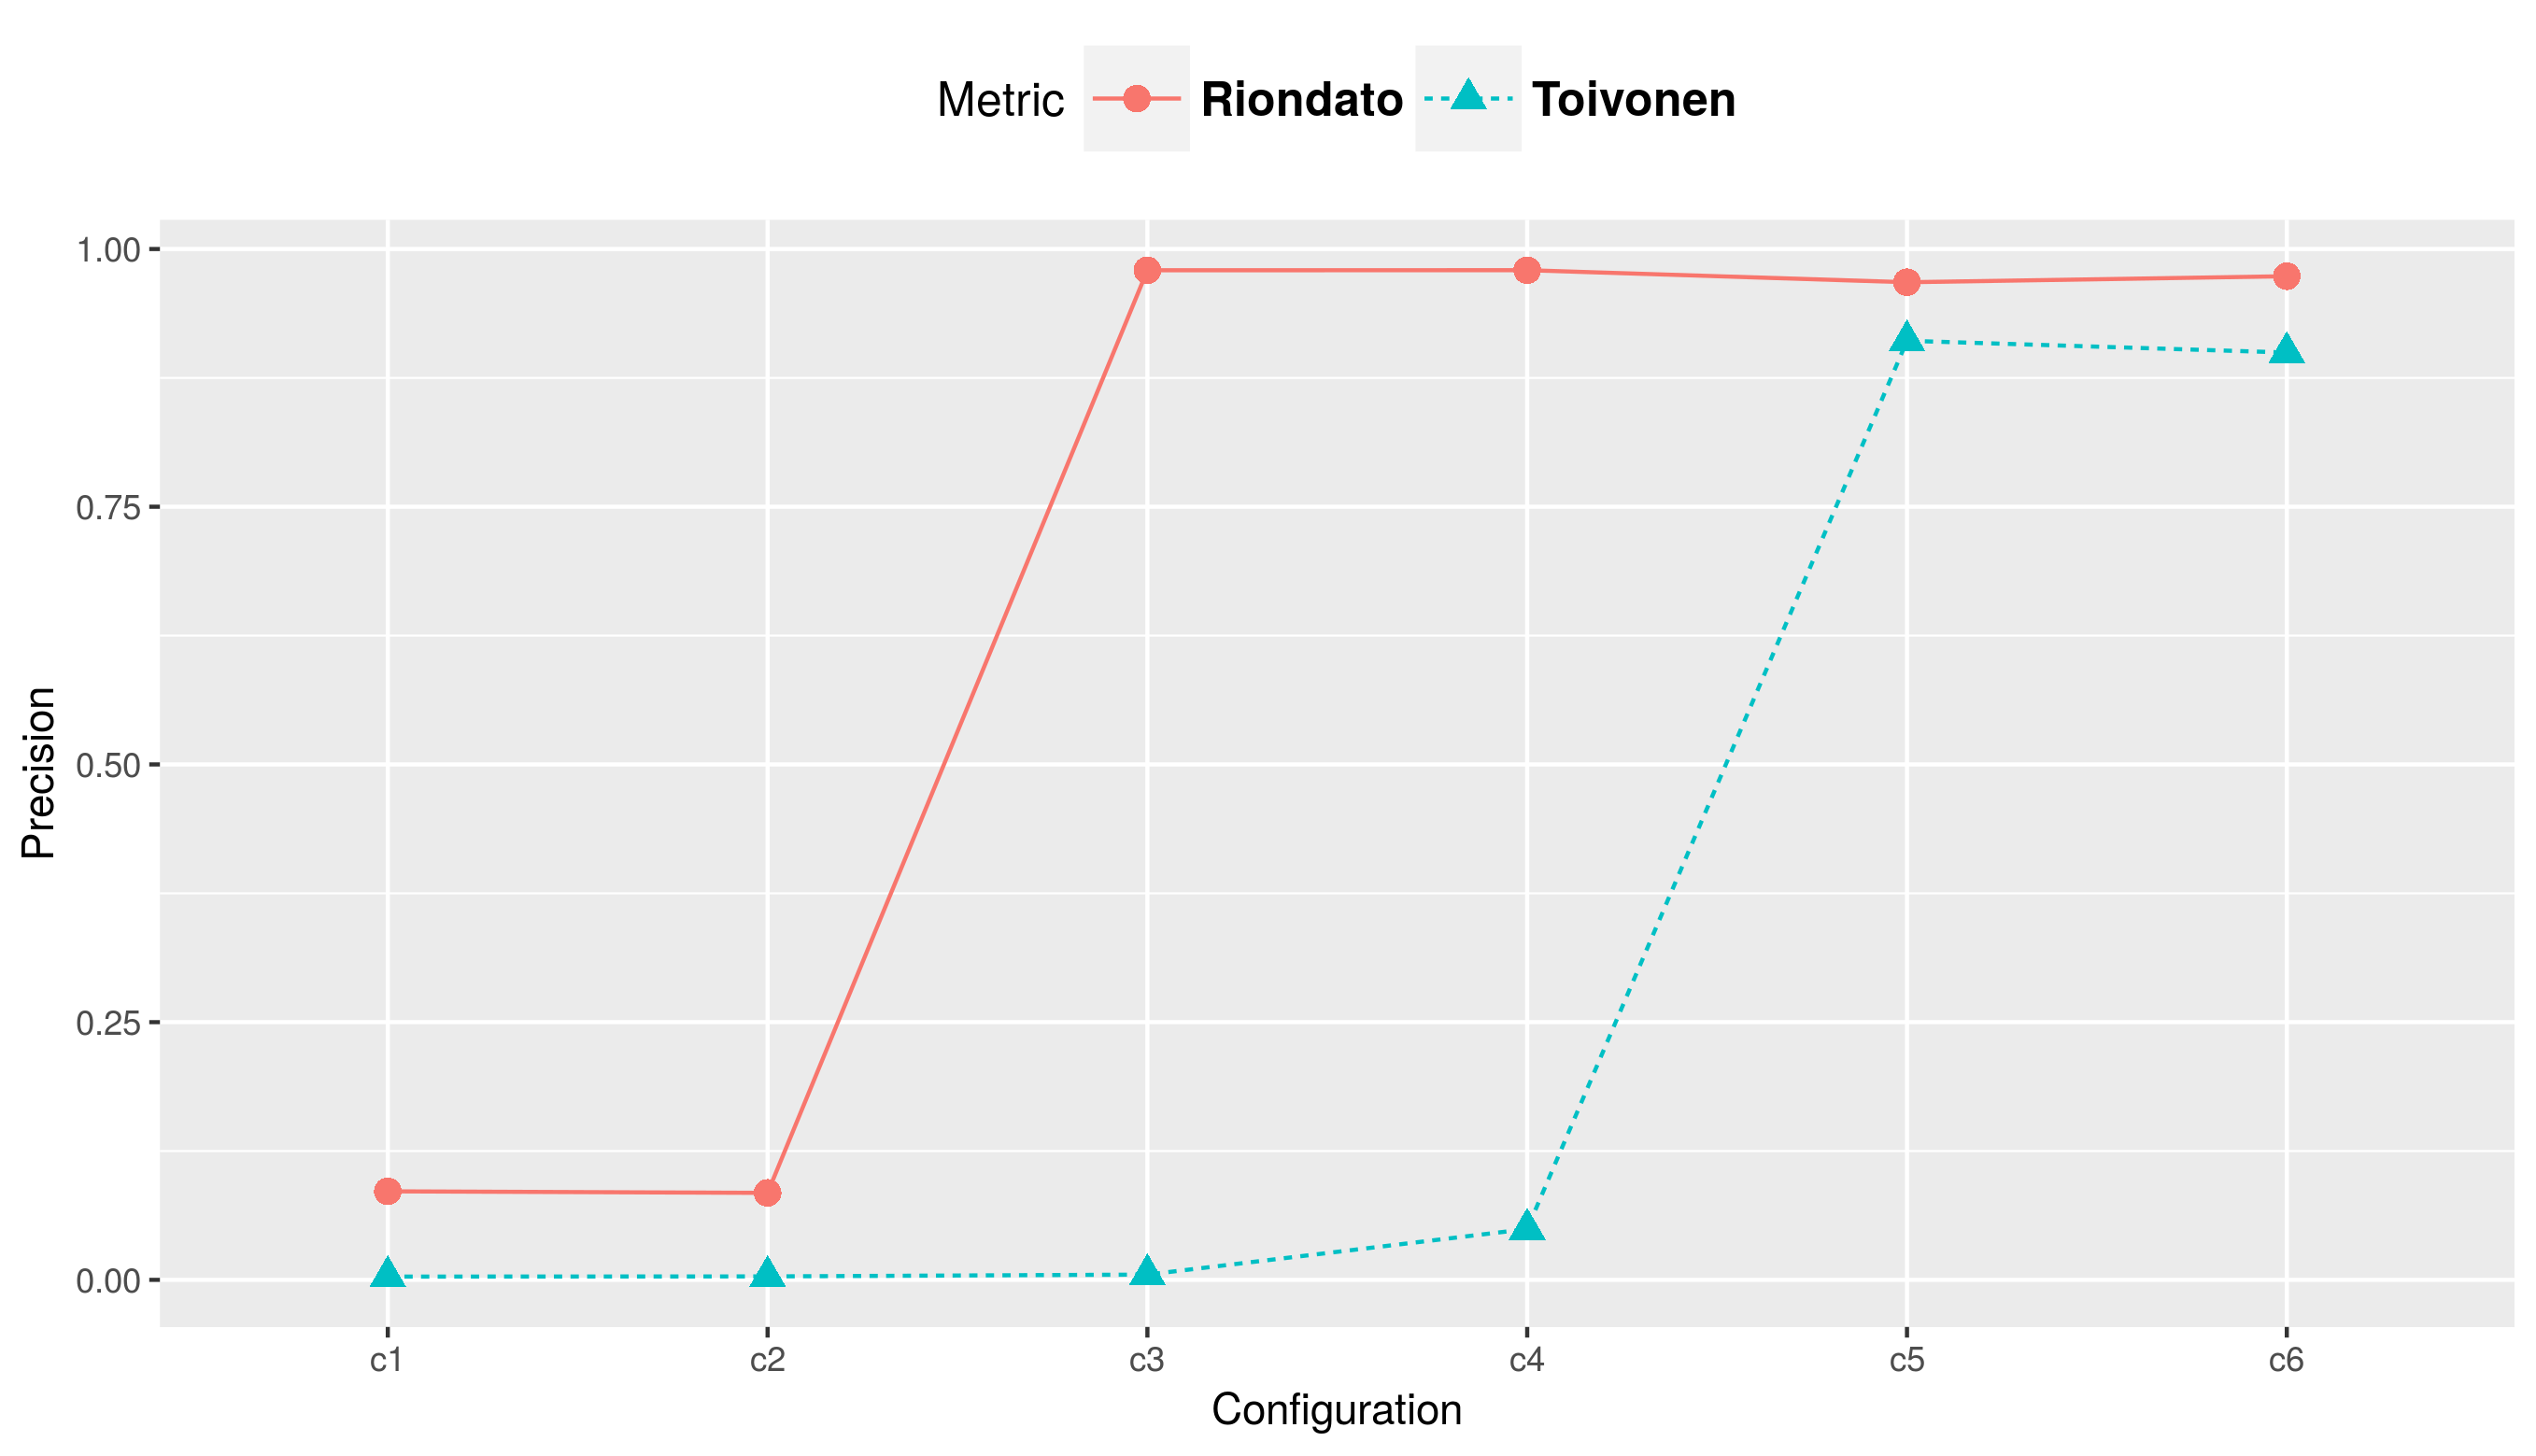 Metric Riondato Toivonen
1.00
0.75
0.50
0.25
0.00
Precision
c1 c2 c3 c4 c5 c6
Configuration